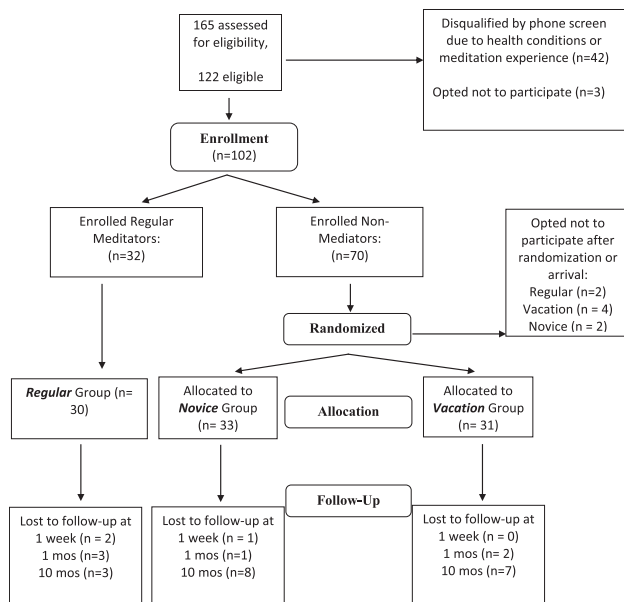 165 assessed
for eligibility,
122 eligible
Disqualified by phone screen
due to health conditions or
meditation experience (n=42)
Opted not to participate (n=3)
Enrollment
(n=102)
Enrolled Regular
Meditators:
(n=32)
Enrolled Non-
Mediators:
(n=70)
Opted not to
participate after
randomization or
arrival:
Regular (n=2)
Vacation (n = 4)
Novice (n = 2)
Randomized
Regular Group (n=
30)
Allocated to
Novice Group
(n= 33)
Allocation
Allocated to
Vacation Group
(n= 31)
Follow-Up
Lost to follow-up at
1 week (n = 2)
1 mos (n=3)
10 mos (n=3)
Lost to follow-up at
1 week (n = 1)
1 mos (n=1)
10 mos (n=8)
Lost to follow-up at
1 week (n = 0)
1 mos (n= 2)
10 mos (n=7)